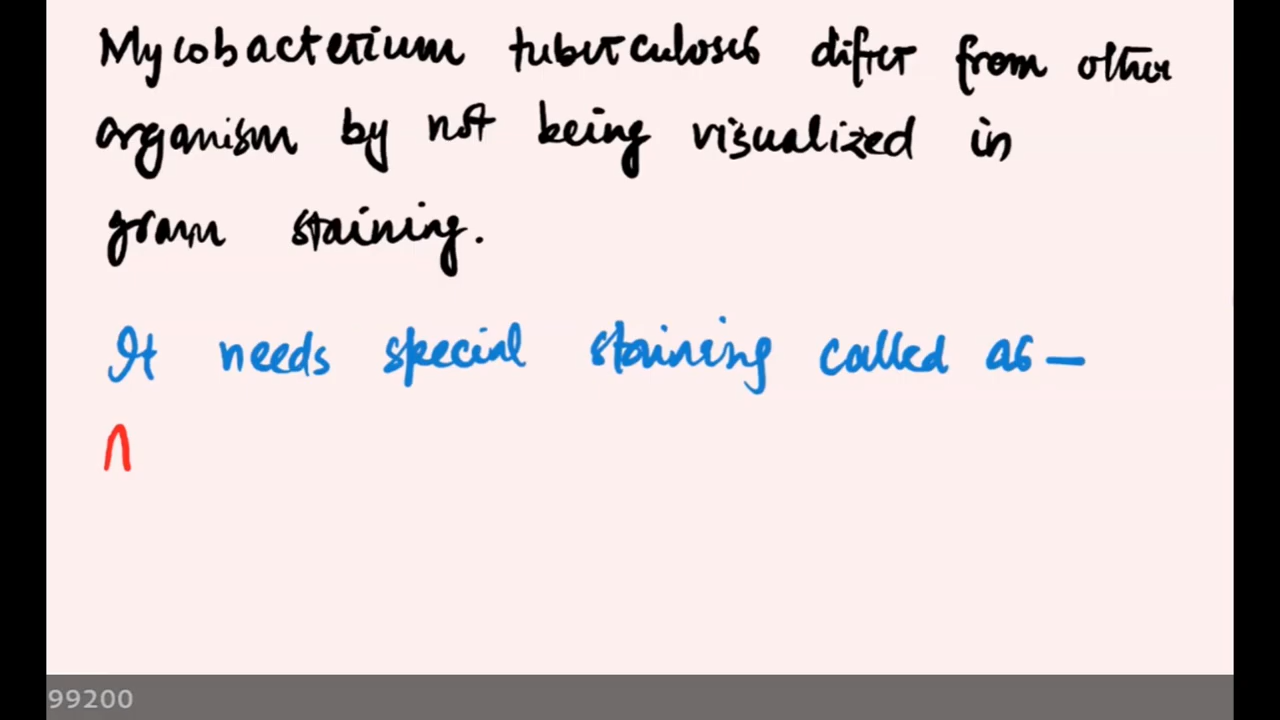 Mycobacterium tuberculosis differ from other
organism by not being visualized in
gram staining.
It needs special staining called as —
99200